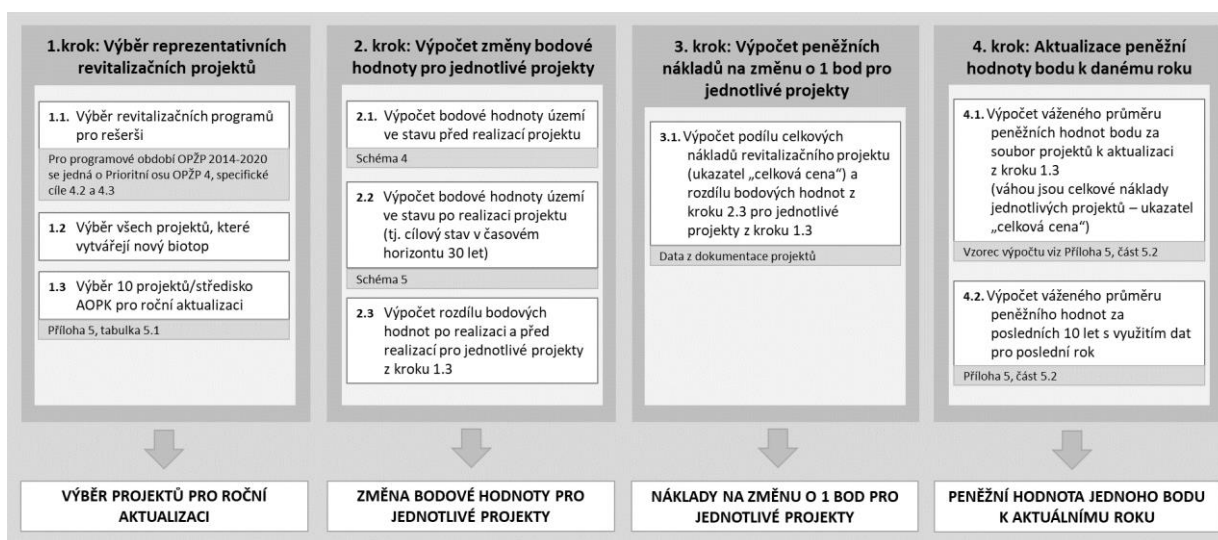 1.krok: Výběr reprezentativních
revitalizačních projektů
1.1. Výběr revitalizačních programů
pro rešerši
Pro programové období OPŽP 2014-2020
se jedná o Prioritní osu OPŽP 4, specifické
cíle 4.2 a 4.3
1.2 Výběr všech projektů, které
vytvářejí nový biotop
1.3 Výběr 10 projektů/středisko
AOPK pro roční aktualizaci
Příloha 5, tabulka 5.1
VÝBĚR PROJEKTŮ PRO ROČNÍ
AKTUALIZACI
2. krok: Výpočet změny bodové
hodnoty pro jednotlivé projekty
2.1. Výpočet bodové hodnoty území
ve stavu před realizací projektu
Schéma 4
2.2 Výpočet bodové hodnoty území
ve stavu po realizaci projektu
(tj. cílový stav v časovém
horizontu 30 let)
Schéma 5
2.3 Výpočet rozdílu bodových
hodnot po realizaci a před
realizací pro jednotlivé projekty
z kroku 1.3
ZMĚNA BODOVÉ HODNOTY PRO
JEDNOTLIVÉ PROJEKTY
3. krok: Výpočet peněžních
nákladů na změnu o 1 bod pro
jednotlivé projekty
3.1. Výpočet podílu celkových
nákladů revitalizačního projektu
(ukazatel „celková cena“) a
rozdílu bodových hodnot z
kroku 2.3 pro jednotlivé
projekty z kroku 1.3
Data z dokumentace projektů
NÁKLADY NA ZMĚNU O 1 BOD PRO
JEDNOTLIVÉ PROJEKTY
4. krok: Aktualizace peněžní
hodnoty bodu k danému roku
4.1. Výpočet váženého průměru
peněžních hodnot bodu za
soubor projektů k aktualizaci
z kroku 1.3
(váhou jsou celkové náklady
jednotlivých projektů – ukazatel
„celková cena“)
Vzorec výpočtu viz Příloha 5, část 5.2
4.2. Výpočet váženého průměru
peněžního hodnot za
posledních 10 let s využitím dat
pro poslední rok
Příloha 5, část 5.2
PENĚŽNÍ HODNOTA JEDNOHO BODU
K AKTUÁLNÍMU ROKU